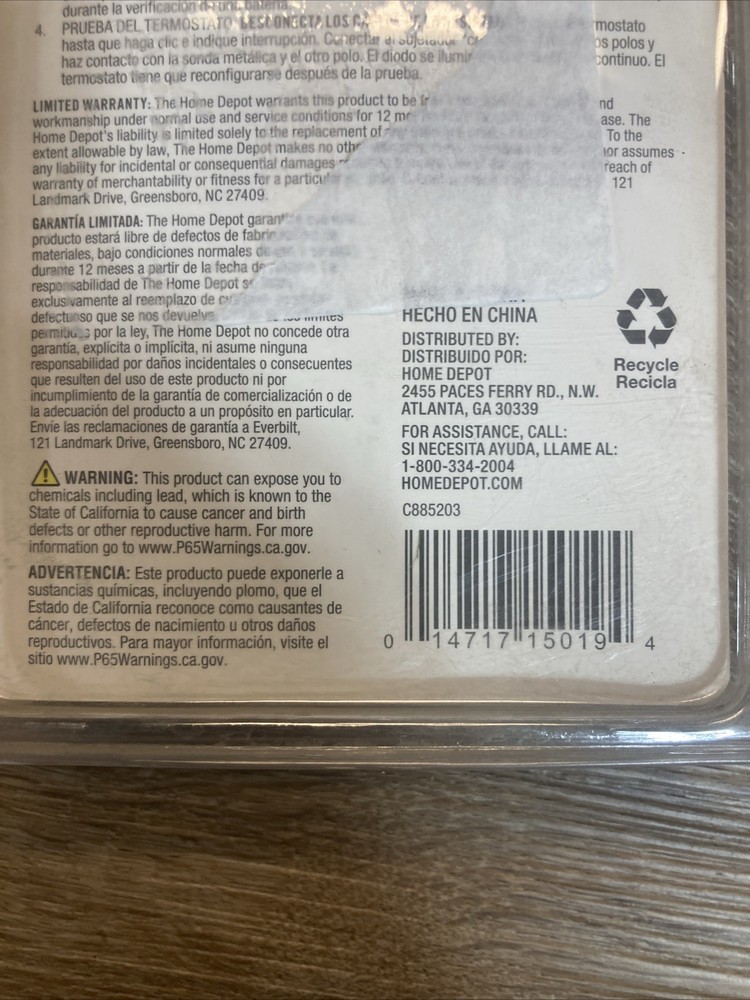 durante la verificación de una batería.
4. PRUEBA DEL TERMOSTATO DESCONECTA LOS
hasta que haga clic e indique interrupción. Conectar el sujetador
haz contacto con la sonda metálica y el otro polo. El diodo se
termostato tiene que reconfigurarse después de la prueba.
rmostato
os polos y
continuo. El
LIMITED WARRANTY: The Home Depot warrants this product to be
workmanship under normal use and service conditions for 12
Home Depot's liability is limited solely to the replacement of
extent allowable by law, The Home Depot makes no
any liability for incidental or consequential damages
warranty of merchantability or fitness for a
Landmark Drive, Greensboro, NC 27409.
nd
ase. The
To the
nor assumes
reach of
121
GARANTÍA LIMITADA: The Home Depot
producto estará libre de defectos de
materiales, bajo condiciones normales
durante 12 meses a partir de la fecha
responsabilidad de The Home Depot
exclusivamente al reemplazo de
defectuoso que se nos devuelva límites
permitidos por la ley, The Home Depot no concede otra
garantía, explícita o implícita, ni asume ninguna
responsabilidad por daños incidentales o consecuentes
que resulten del uso de este producto ni por
incumplimiento de la garantía de comercialización o de
la adecuación del producto a un propósito en particular.
Envíe las reclamaciones de garantía a Everbilt,
121 Landmark Drive, Greensboro, NC 27409.
WARNING: This product can expose you to
chemicals including lead, which is known to the
State of California to cause cancer and birth
defects or other reproductive harm. For more
information go to www.P65Warnings.ca.gov.
ADVERTENCIA: Este producto puede exponerle a
sustancias químicas, incluyendo plomo, que el
Estado de California reconoce como causantes de
cáncer, defectos de nacimiento u otros daños
reproductivos. Para mayor información, visite el
sitio www.P65Warnings.ca.gov.
HECHO EN CHINA
DISTRIBUTED BY:
DISTRIBUIDO POR:
HOME DEPOT
2455 PACES FERRY RD., N.W.
ATLANTA, GA 30339
FOR ASSISTANCE, CALL:
SI NECESITA AYUDA, LLAME AL:
1-800-334-2004
HOMEDEPOT.COM
C885203
Recycle
Recicla
0 14717 15019 4